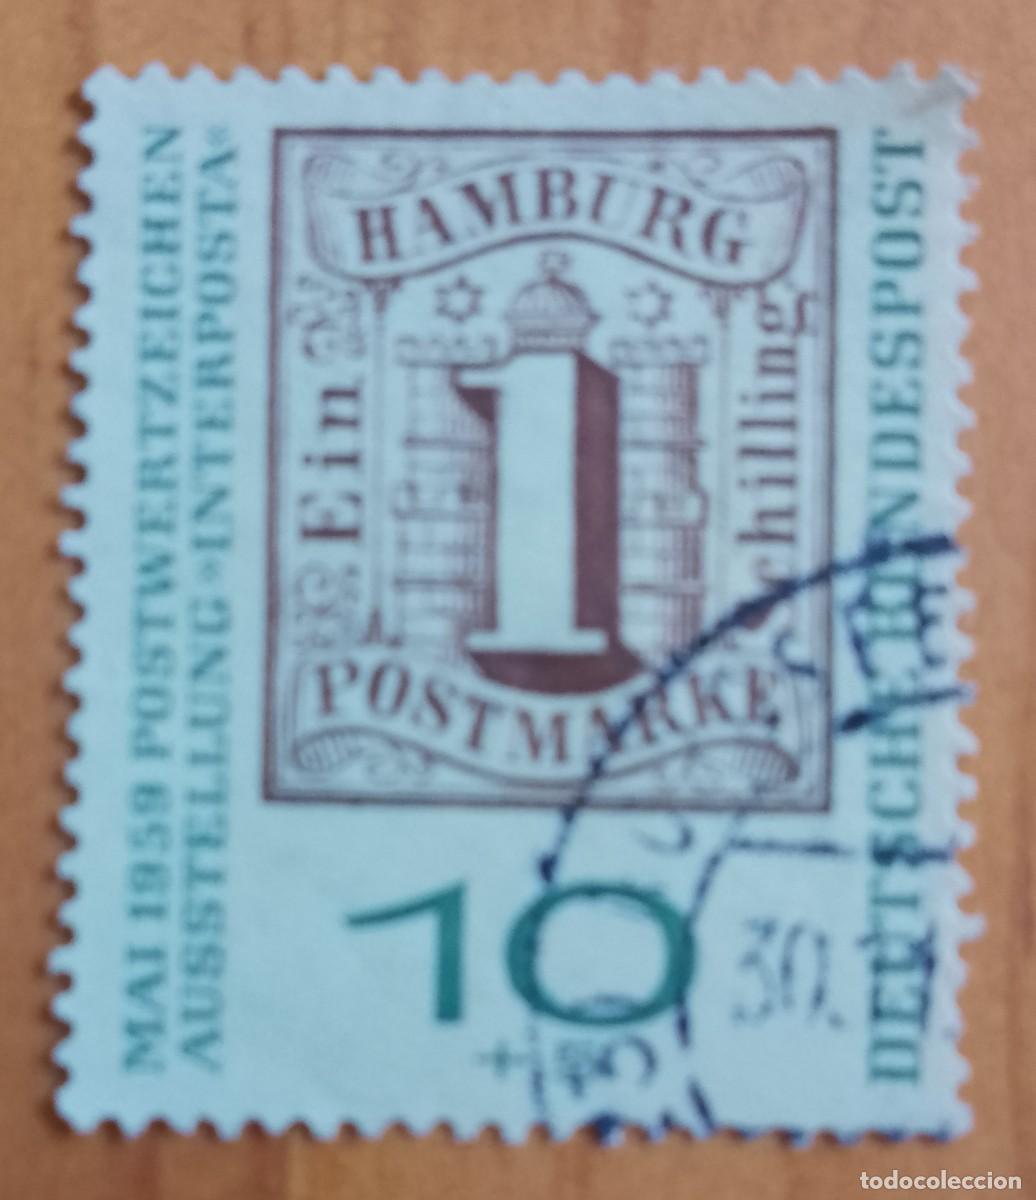 MAI 1959 POSTWERTZEICHEN
AUSSTELLUNG »INTERPOSTA«
HAMBURG
Ein
1
Schilling
POSTMARKE
10
+
DEUTSCHE BUNDESPOST
30.
todocoleccion